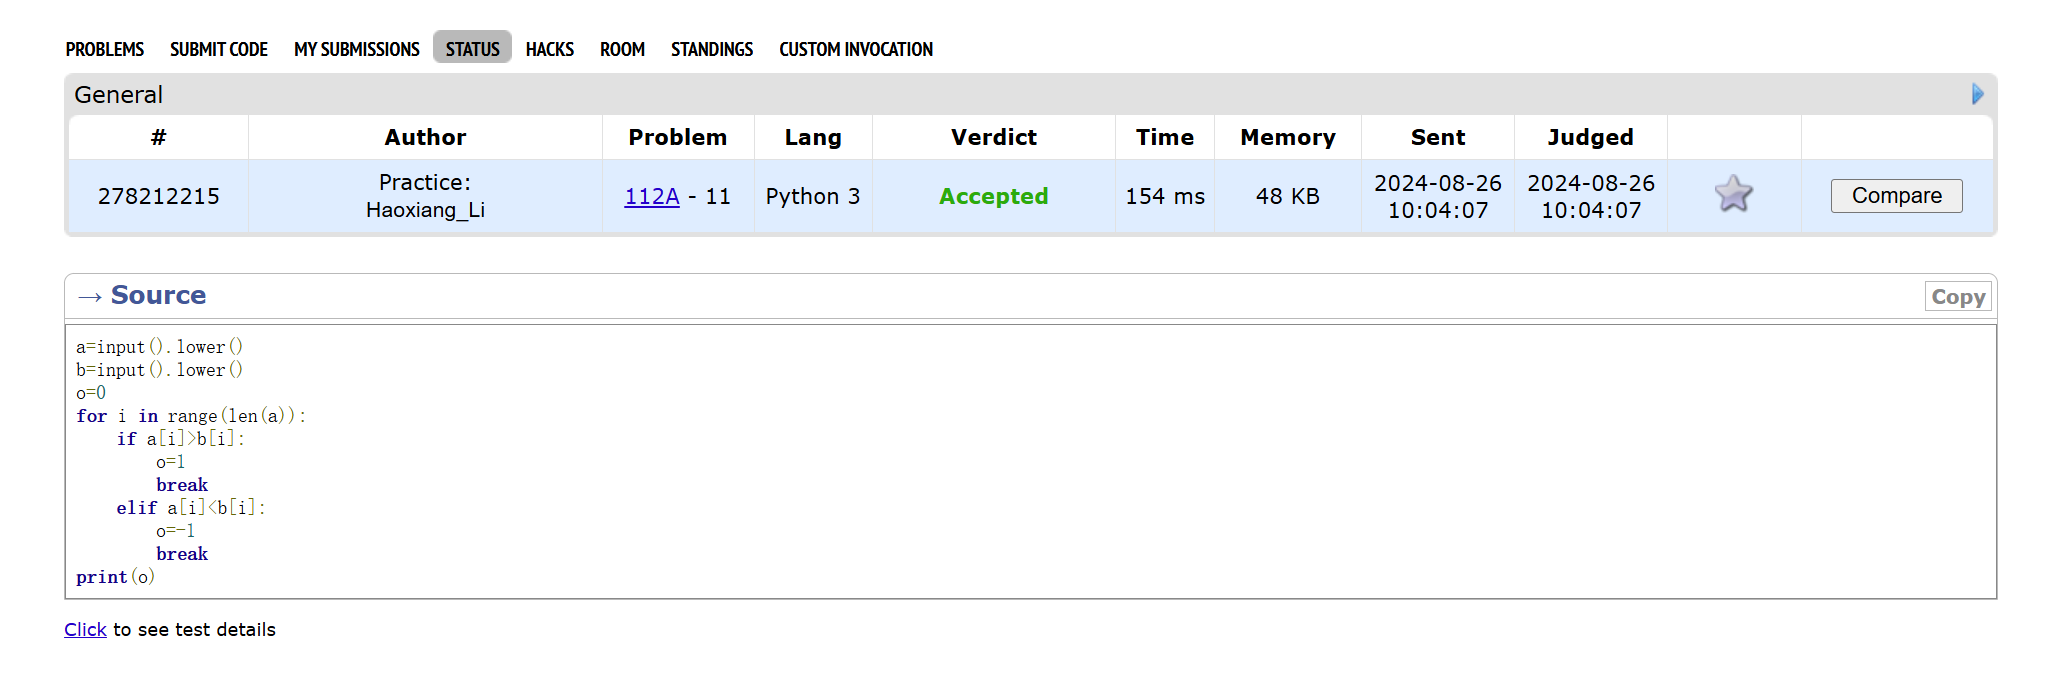 PROBLEMS SUBMIT CODE MY SUBMISSIONS STATUS HACKS ROOM STANDINGS CUSTOM INVOCATION
General
# Author Problem Lang Verdict Time Memory Sent Judged
278212215 Practice: Haoxiang_Li 112A - 11 Python 3 Accepted 154 ms 48 KB 2024-08-26 10:04:07 2024-08-26 10:04:07 Compare
→ Source Copy
a=input().lower()
b=input().lower()
o=0
for i in range(len(a)):
    if a[i]>b[i]:
        o=1
        break
    elif a[i]<b[i]:
        o=-1
        break
print(o)
Click to see test details